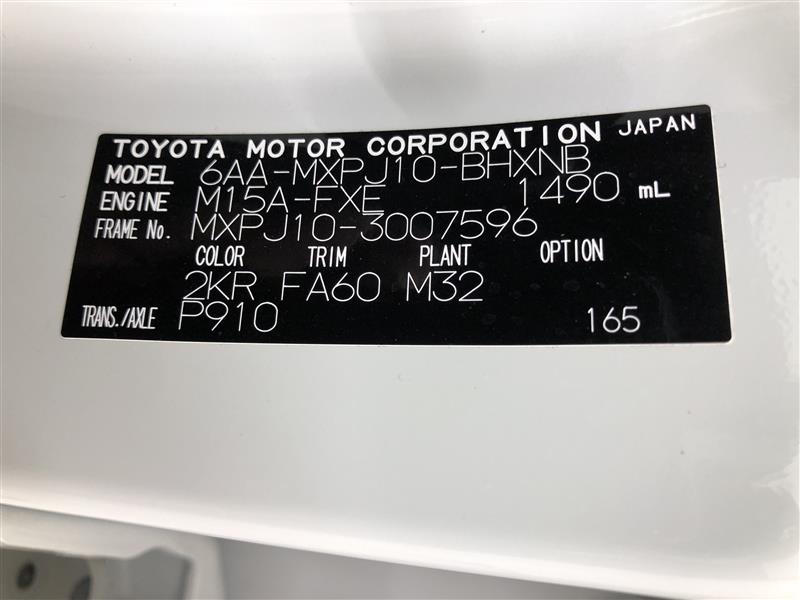 TOYOTA MOTOR CORPORATION JAPAN
MODEL 6AA-MXPJ10-BHXNB
ENGINE M15A-FXE 1490 mL
FRAME No. MXPJ10-3007596
COLOR TRIM PLANT OPTION
2KR FA60 M32
TRANS./AXLE P910 165